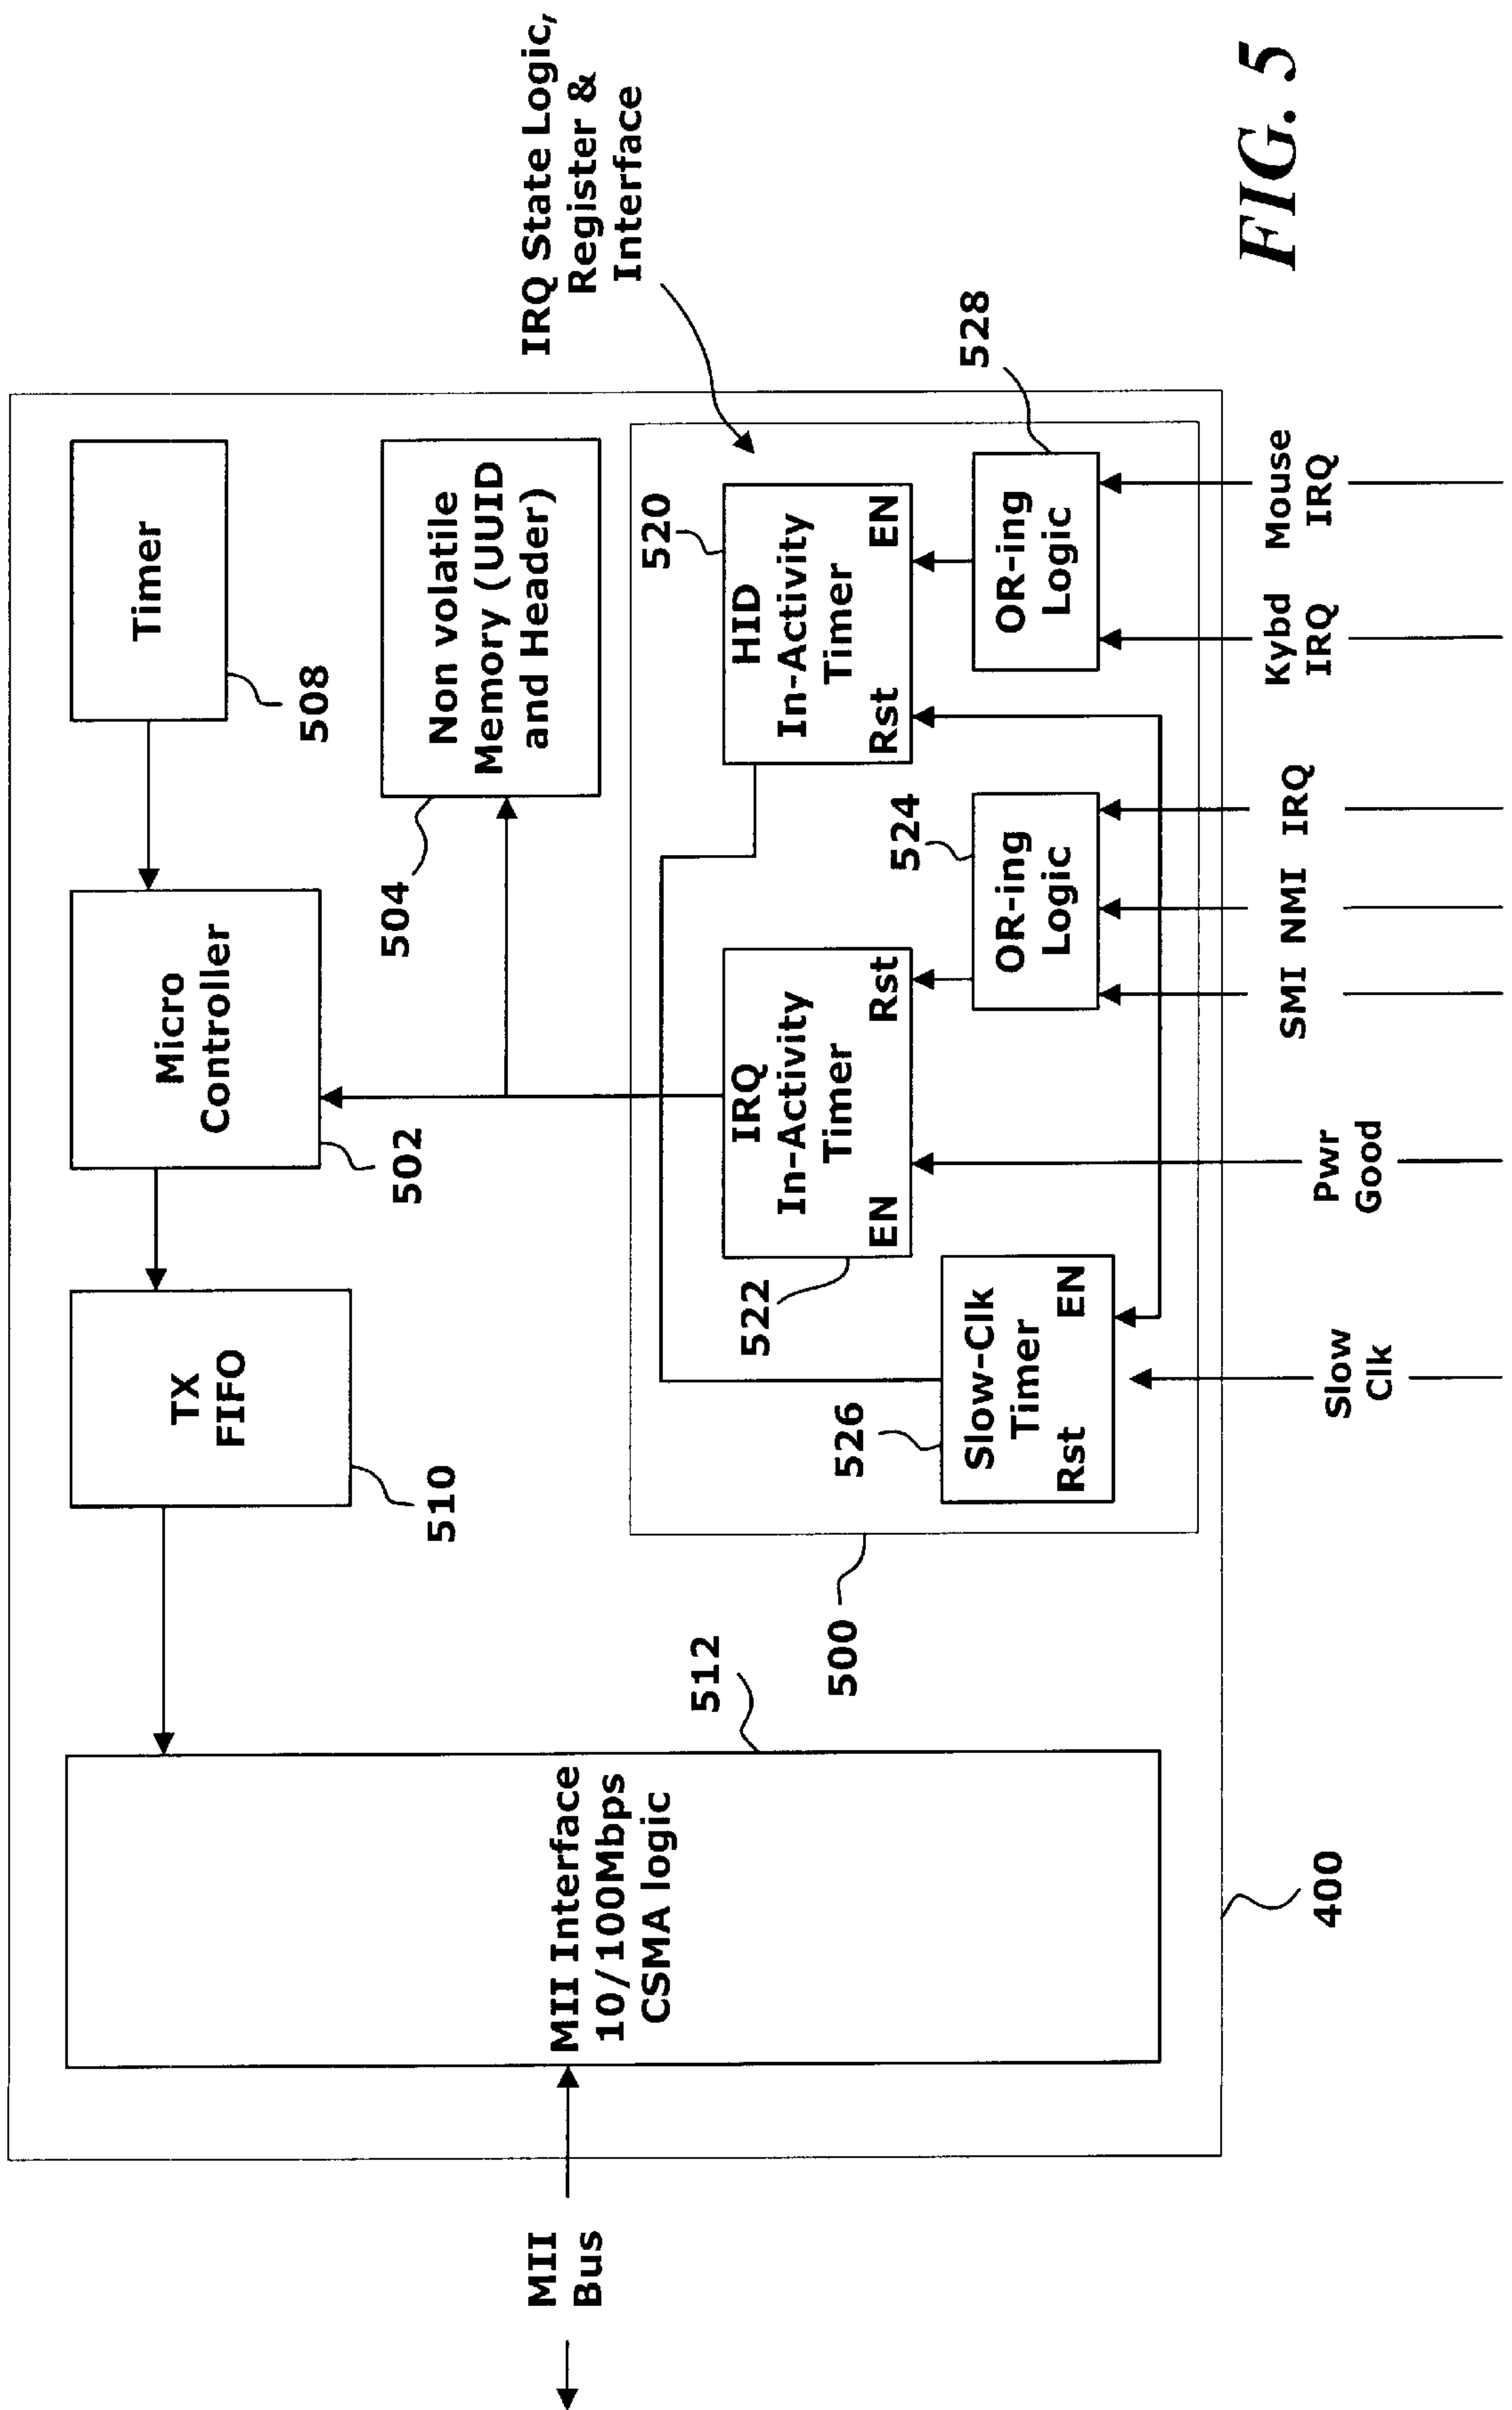 MII
Bus
MII Interface
10/100Mbps
CSMA logic
512
TX
FIFO
510
Micro
Controller
502
Timer
508
Non volatile
Memory (UUID
and Header)
504
IRQ State Logic,
Register &
Interface
500
Slow-Clk
Timer
Rst
EN
526
IRQ
In-Activity
Timer
EN
Rst
522
HID
In-Activity
Timer
Rst
EN
520
OR-ing
Logic
524
OR-ing
Logic
528
400
Slow
Clk
Pwr
Good
SMI
NMI
IRQ
Kybd
IRQ
Mouse
IRQ
FIG. 5